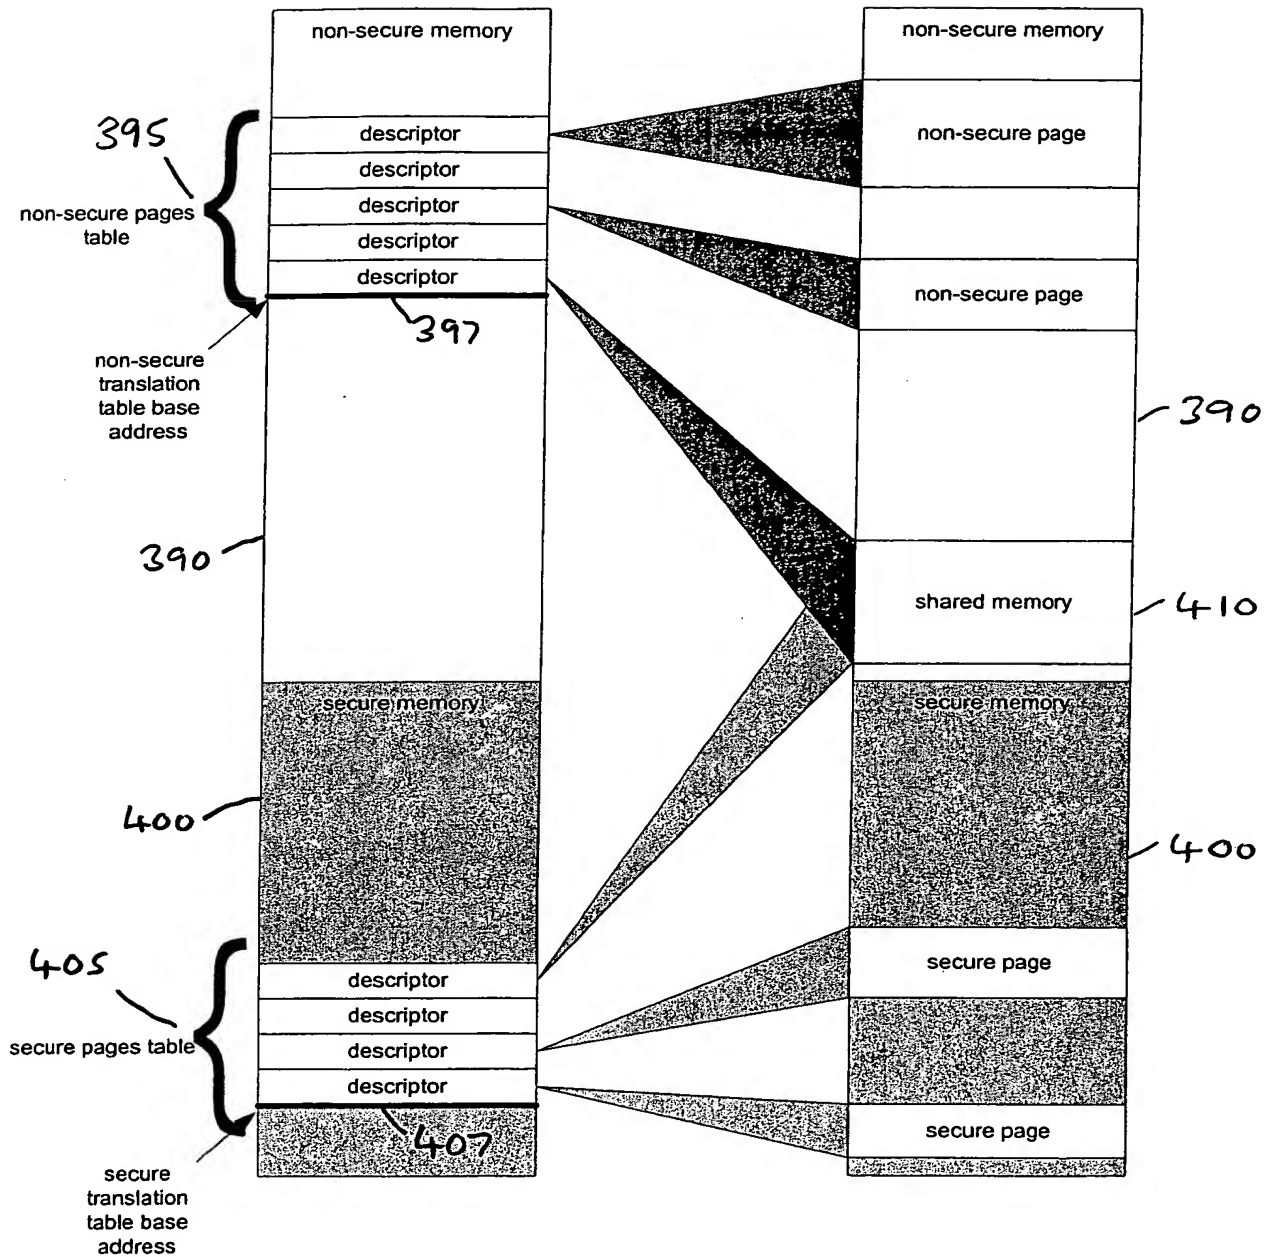 non-secure memory
non-secure memory
descriptor
395
non-secure page
descriptor
descriptor
non-secure pages
table
descriptor
descriptor
non-secure page
397
non-secure
translation
table base
address
390
390
shared memory
410
secure memory
secure memory
400
400
405
descriptor
secure page
descriptor
secure pages table
descriptor
descriptor
secure page
407
secure
translation
table base
address